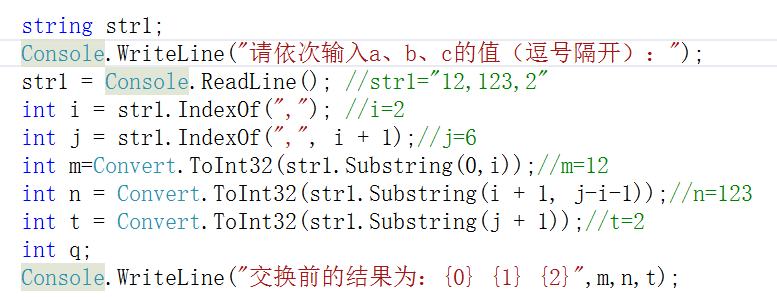 string str1;
Console.WriteLine("请依次输入a、b、c的值（逗号隔开）：");
str1 = Console.ReadLine(); //str1="12,123,2"
int i = str1.IndexOf(","); //i=2
int j = str1.IndexOf(",", i + 1);//j=6
int m=Convert.ToInt32(str1.Substring(0,i));//m=12
int n = Convert.ToInt32(str1.Substring(i + 1, j-i-1));//n=123
int t = Convert.ToInt32(str1.Substring(j + 1));//t=2
int q;
Console.WriteLine("交换前的结果为：{0} {1} {2}",m,n,t);